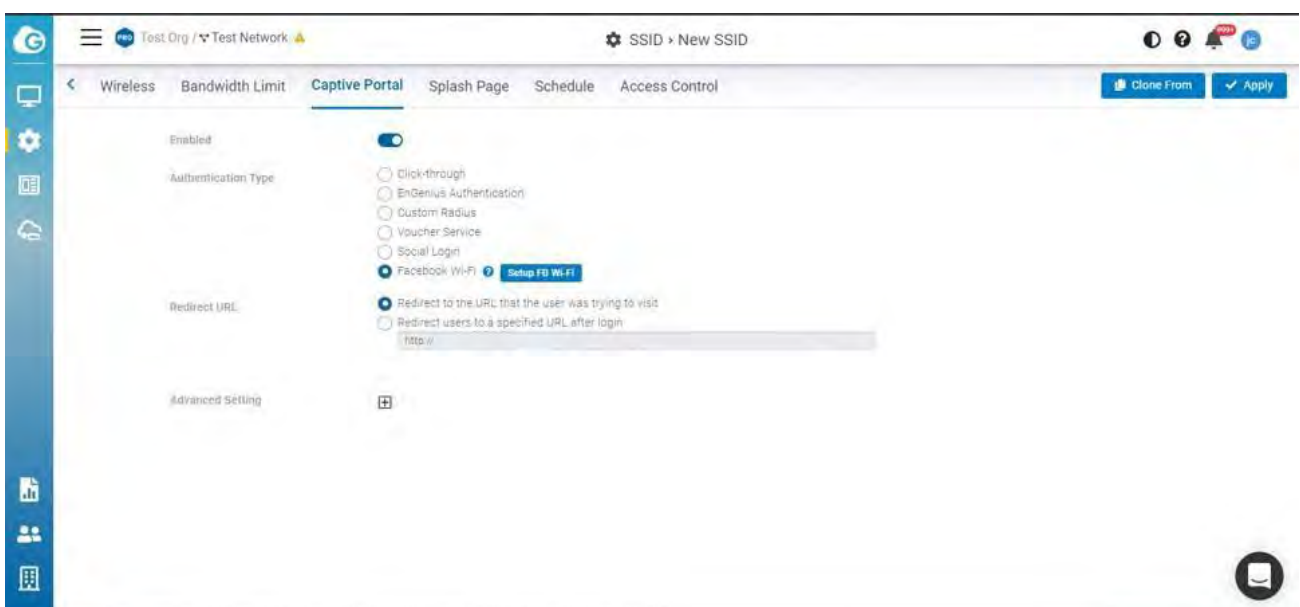 PRO Test Org / Test Network
SSID › New SSID
999+
jc
Wireless Bandwidth Limit Captive Portal Splash Page Schedule Access Control
Clone From
Apply
Enabled
Authentication Type
Click-through
EnGenius Authentication
Custom Radius
Voucher Service
Social Login
Facebook Wi-Fi Setup FB Wi-Fi
Redirect URL
Redirect to the URL that the user was trying to visit
Redirect users to a specified URL after login
http://
Advanced Setting